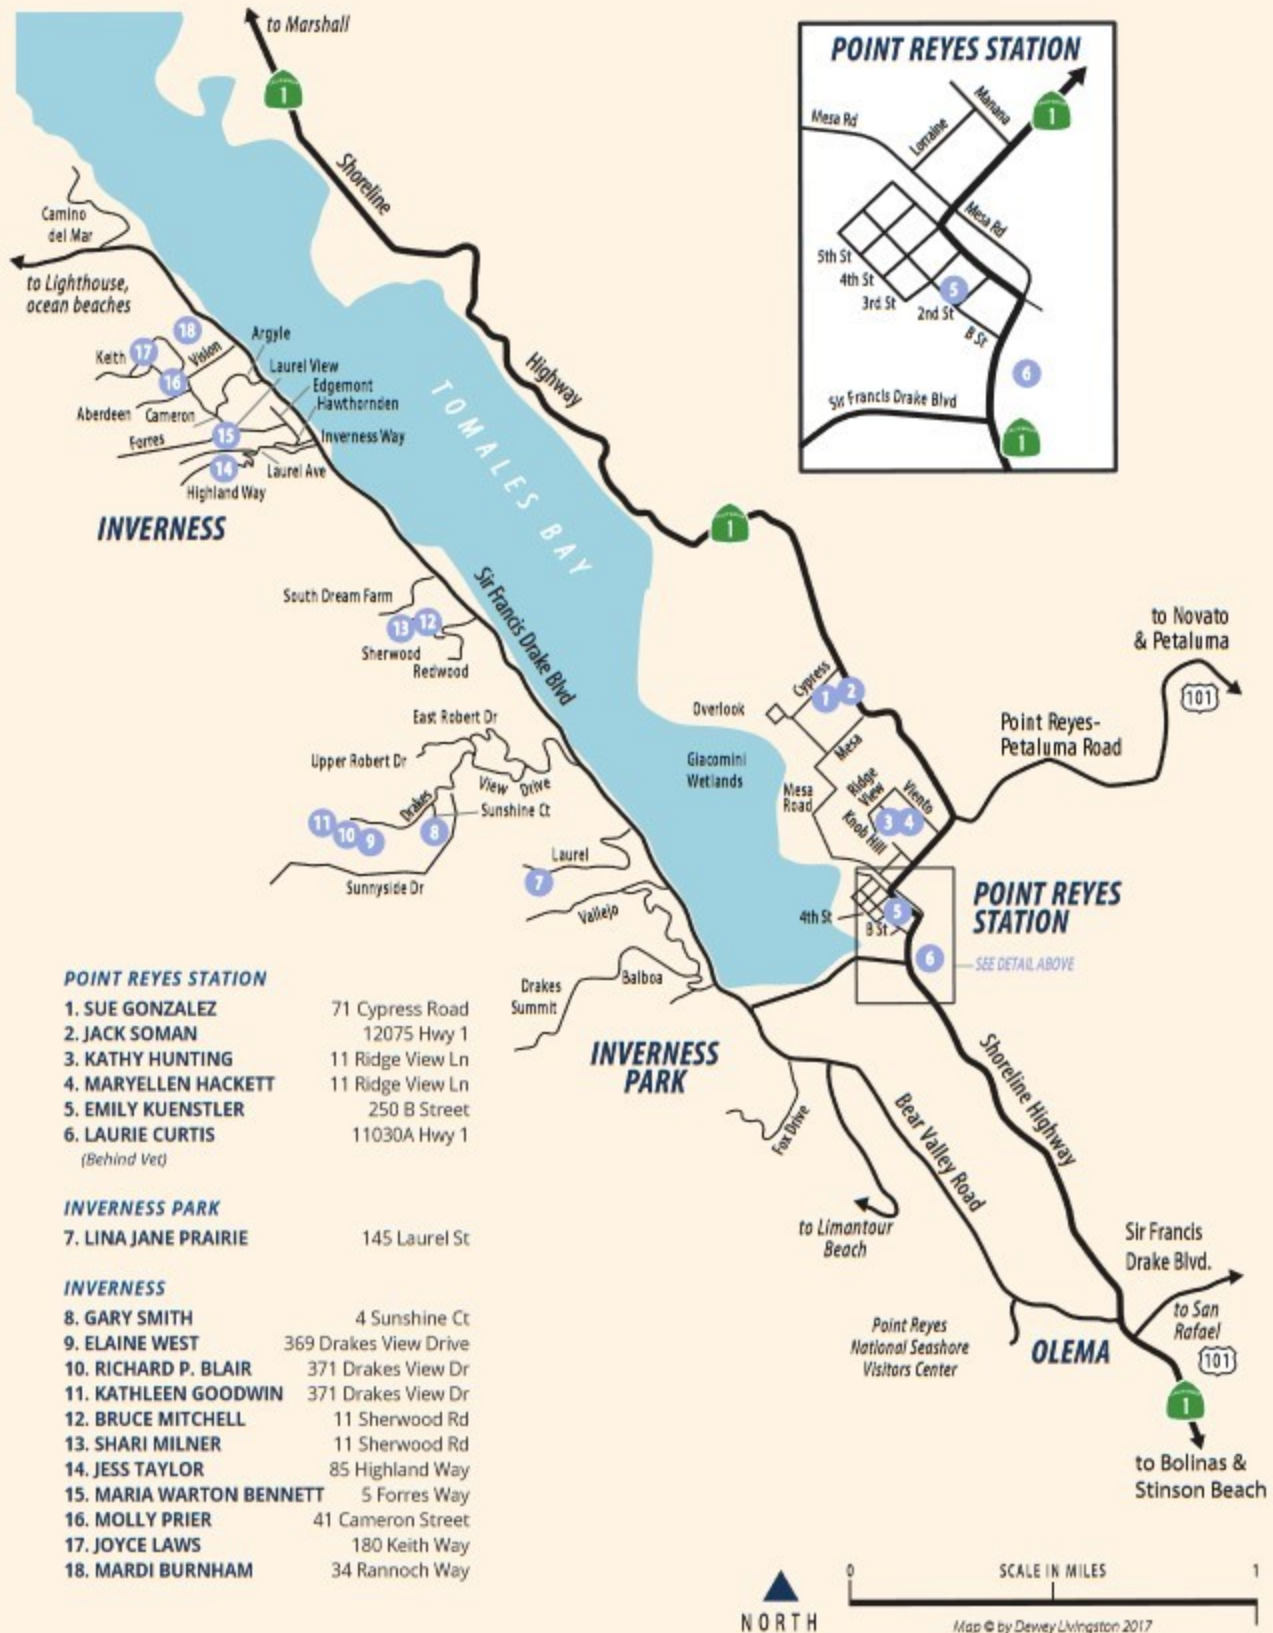 to Marshall
1
Shoreline
Highway
POINT REYES STATION
Mesa Rd
Lorraine
Manana
1
Mesa Rd
5th St
4th St
3rd St
2nd St
5
B St
6
Sir Francis Drake Blvd
1
Camino
del Mar
to Lighthouse,
ocean beaches
18
Keith
17
Vision
16
Argyle
Laurel View
Edgemont
Hawthornden
Aberdeen
Cameron
Forres
15
Inverness Way
14
Laurel Ave
Highland Way
INVERNESS
TOMALES BAY
1
South Dream Farm
13
12
Sherwood
Redwood
Sir Francis Drake Blvd
to Novato
& Petaluma
101
Cypress
1
2
Overlook
Mesa
Point Reyes-
Petaluma Road
East Robert Dr
Upper Robert Dr
Drakes
View
Drive
Sunshine Ct
11
10
9
8
Sunnyside Dr
Giacomini
Wetlands
Mesa
Road
Ridge
View
Viento
3
4
Knob Hill
Laurel
7
Vallejo
4th St
5
B St
6
POINT REYES
STATION
SEE DETAIL ABOVE
Drakes
Summit
Balboa
INVERNESS
PARK
Fox Drive
Bear Valley Road
Shoreline Highway
to Limantour
Beach
Sir Francis
Drake Blvd.
to San
Rafael
101
Point Reyes
National Seashore
Visitors Center
OLEMA
1
to Bolinas &
Stinson Beach
POINT REYES STATION
1. SUE GONZALEZ 71 Cypress Road
2. JACK SOMAN 12075 Hwy 1
3. KATHY HUNTING 11 Ridge View Ln
4. MARYELLEN HACKETT 11 Ridge View Ln
5. EMILY KUENSTLER 250 B Street
6. LAURIE CURTIS 11030A Hwy 1
(Behind Vet)
INVERNESS PARK
7. LINA JANE PRAIRIE 145 Laurel St
INVERNESS
8. GARY SMITH 4 Sunshine Ct
9. ELAINE WEST 369 Drakes View Drive
10. RICHARD P. BLAIR 371 Drakes View Dr
11. KATHLEEN GOODWIN 371 Drakes View Dr
12. BRUCE MITCHELL 11 Sherwood Rd
13. SHARI MILNER 11 Sherwood Rd
14. JESS TAYLOR 85 Highland Way
15. MARIA WARTON BENNETT 5 Forres Way
16. MOLLY PRIER 41 Cameron Street
17. JOYCE LAWS 180 Keith Way
18. MARDI BURNHAM 34 Rannoch Way
NORTH
0 SCALE IN MILES 1
Map © by Dewey Livingston 2017